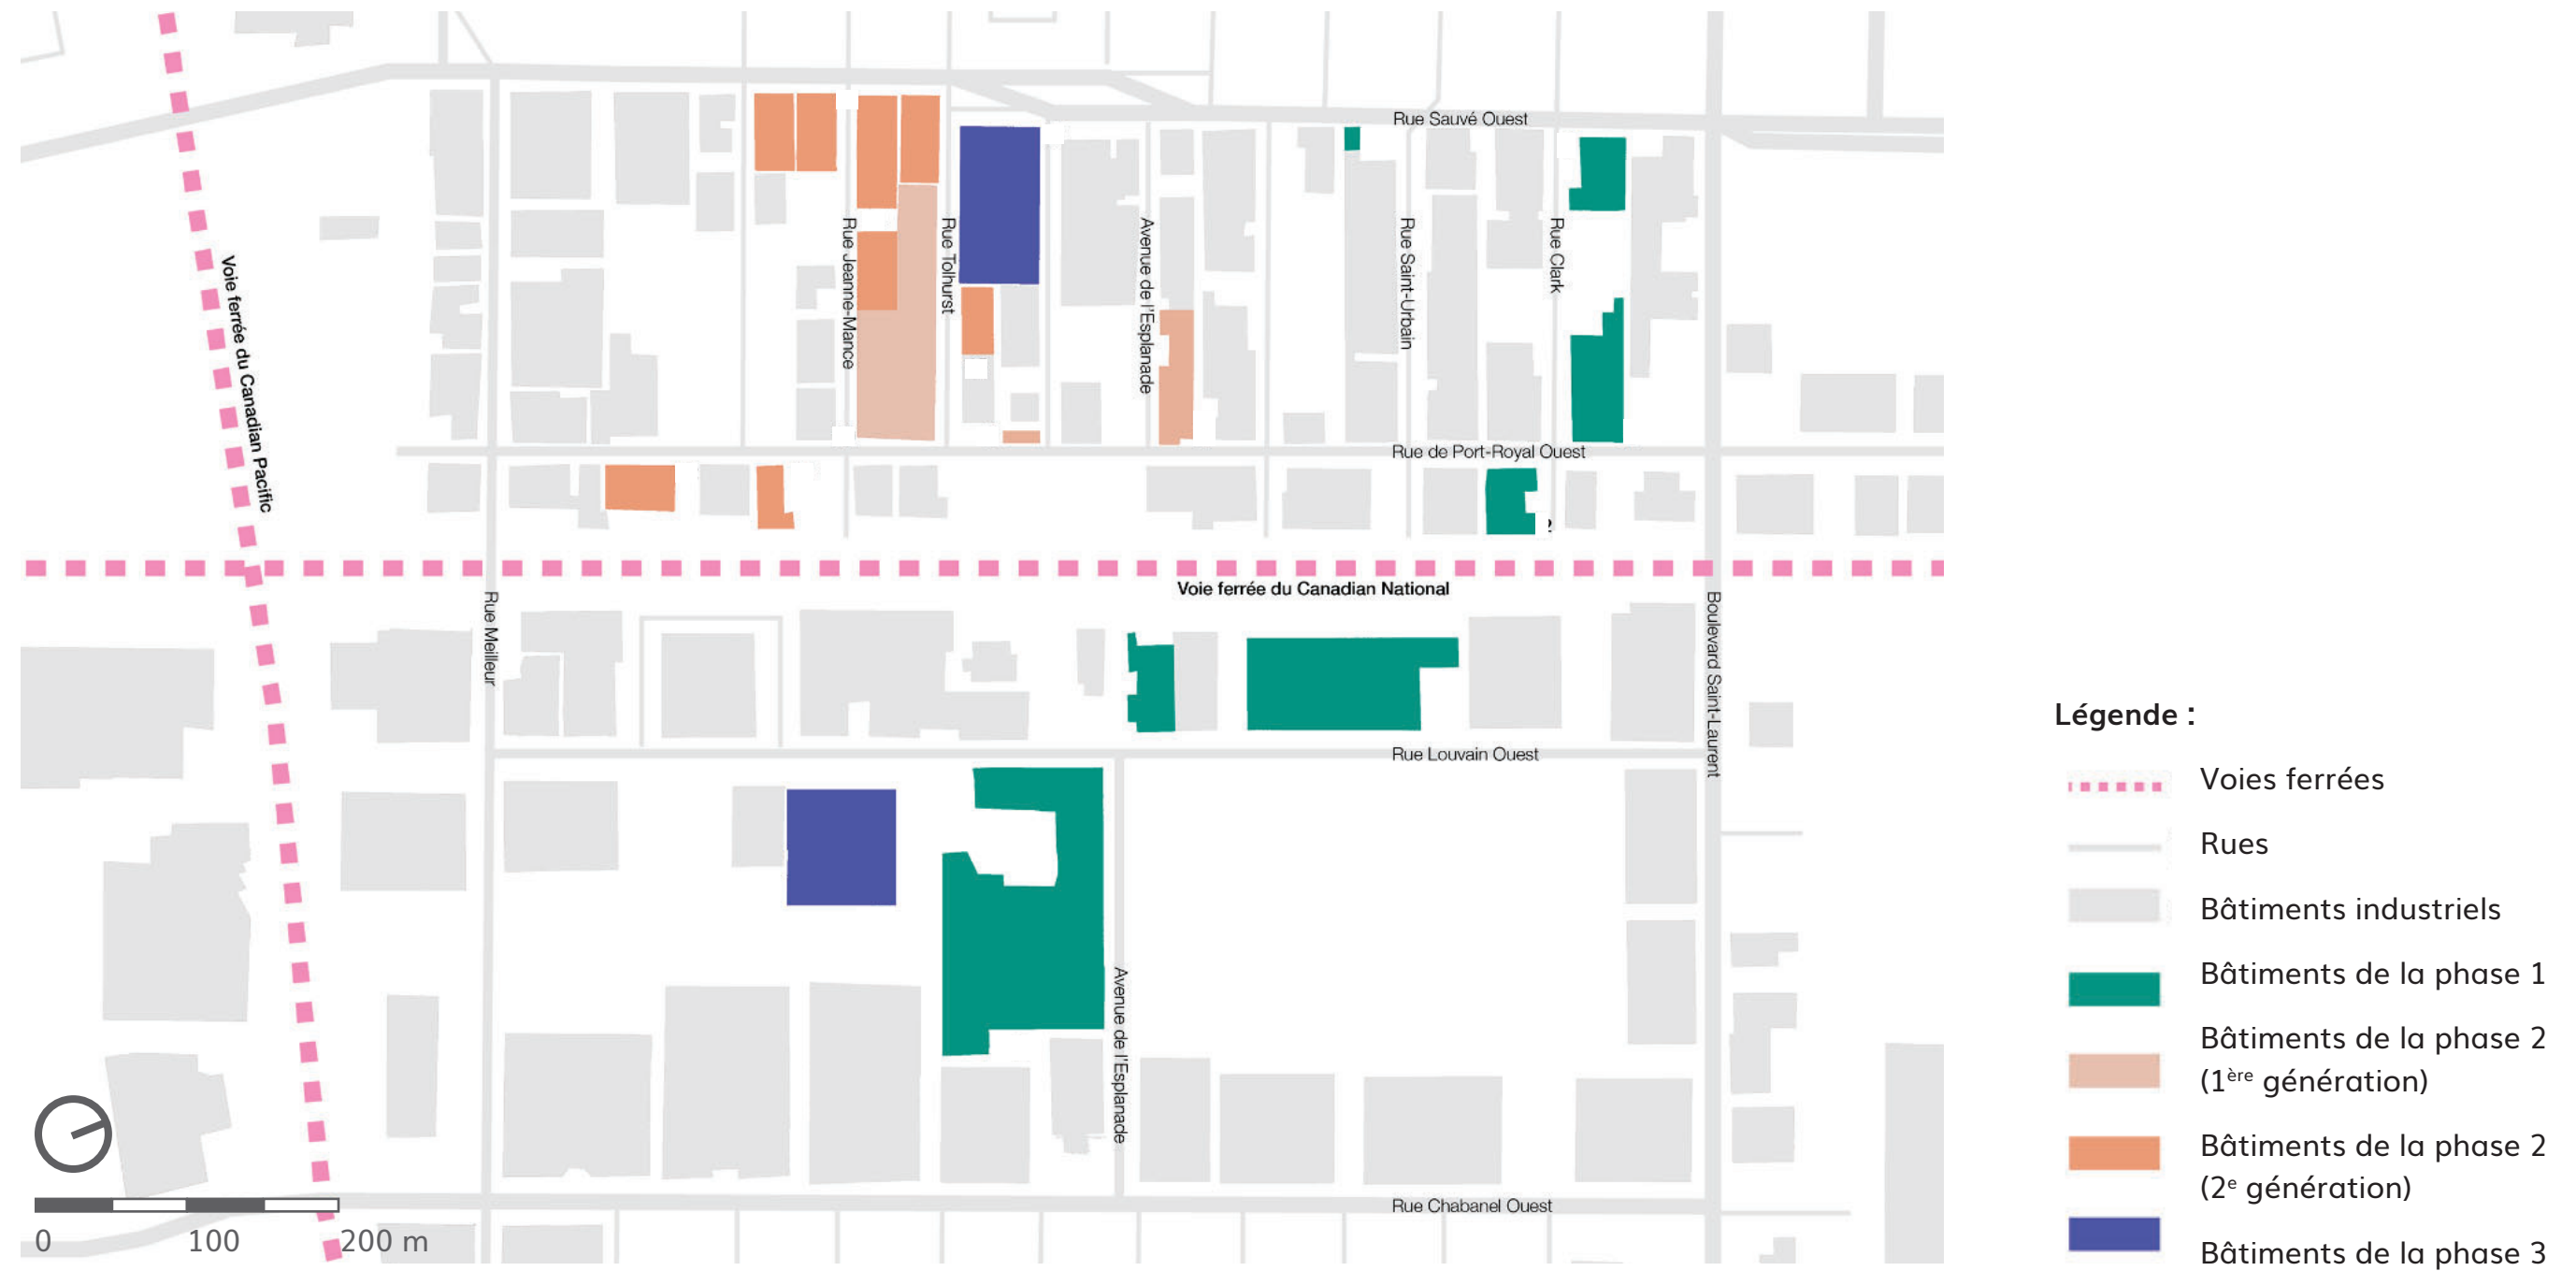 Rue Sauvé Ouest
Voie ferrée du Canadian Pacific
Rue Jeanne-Mance
Rue Tolhurst
Avenue de l'Esplanade
Rue Saint-Urbain
Rue Clark
Rue de Port-Royal Ouest
2
Voie ferrée du Canadian National
Rue Meilleur
Boulevard Saint-Laurent
Rue Louvain Ouest
Avenue de l'Esplanade
Rue Chabanel Ouest
0 100 200 m
Légende :
Voies ferrées
Rues
Bâtiments industriels
Bâtiments de la phase 1
Bâtiments de la phase 2
(1ère génération)
Bâtiments de la phase 2
(2e génération)
Bâtiments de la phase 3